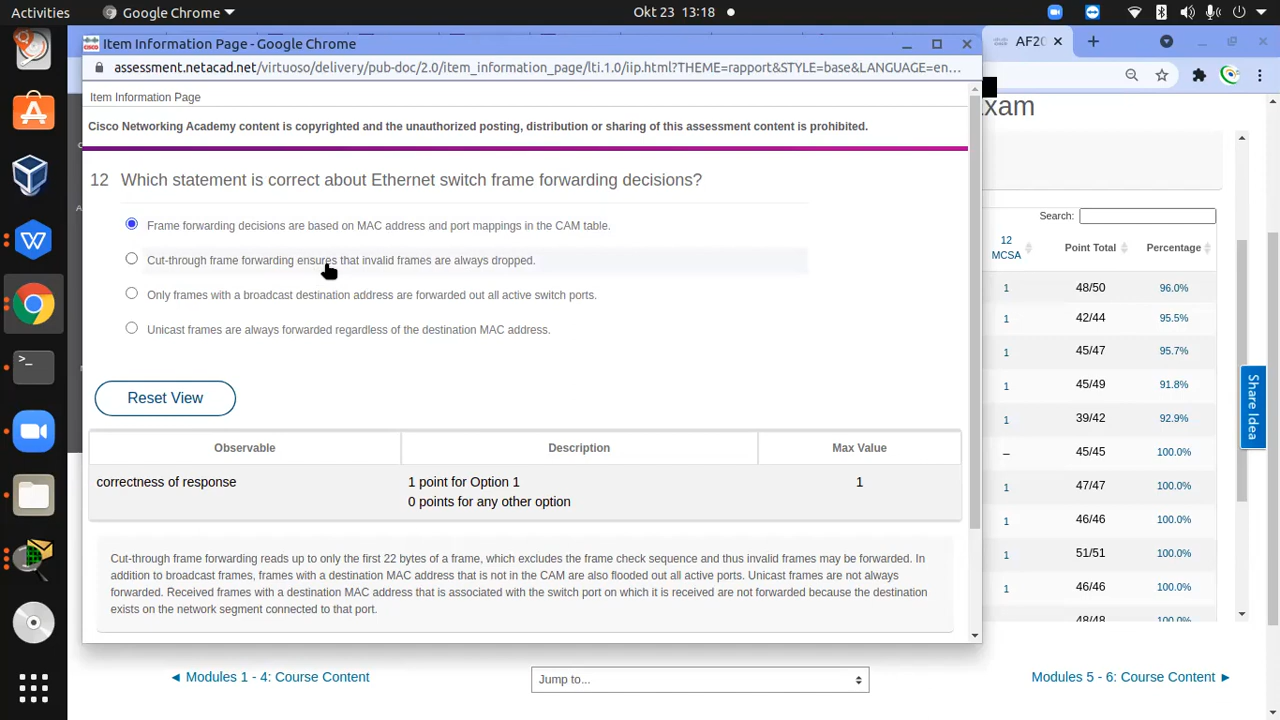 Activities
Google Chrome
Okt 23 13:18
Item Information Page - Google Chrome
AF20
assessment.netacad.net/virtuoso/delivery/pub-doc/2.0/item_information_page/lti.1.0/iip.html?THEME=rapport&STYLE=base&LANGUAGE=en...
Item Information Page
Exam
Cisco Networking Academy content is copyrighted and the unauthorized posting, distribution or sharing of this assessment content is prohibited.
12 Which statement is correct about Ethernet switch frame forwarding decisions?
Frame forwarding decisions are based on MAC address and port mappings in the CAM table.
Cut-through frame forwarding ensures that invalid frames are always dropped.
Only frames with a broadcast destination address are forwarded out all active switch ports.
Unicast frames are always forwarded regardless of the destination MAC address.
Reset View
Observable Description Max Value
correctness of response 1 point for Option 1 1
0 points for any other option
Cut-through frame forwarding reads up to only the first 22 bytes of a frame, which excludes the frame check sequence and thus invalid frames may be forwarded. In
addition to broadcast frames, frames with a destination MAC address that is not in the CAM are also flooded out all active ports. Unicast frames are not always
forwarded. Received frames with a destination MAC address that is associated with the switch port on which it is received are not forwarded because the destination
exists on the network segment connected to that port.
Search:
12
MCSA Point Total Percentage
1 48/50 96.0%
1 42/44 95.5%
1 45/47 95.7%
1 45/49 91.8%
1 39/42 92.9%
– 45/45 100.0%
1 47/47 100.0%
1 46/46 100.0%
1 51/51 100.0%
1 46/46 100.0%
48/48 100.0%
Share Idea
◄ Modules 1 - 4: Course Content
Jump to...
Modules 5 - 6: Course Content ►